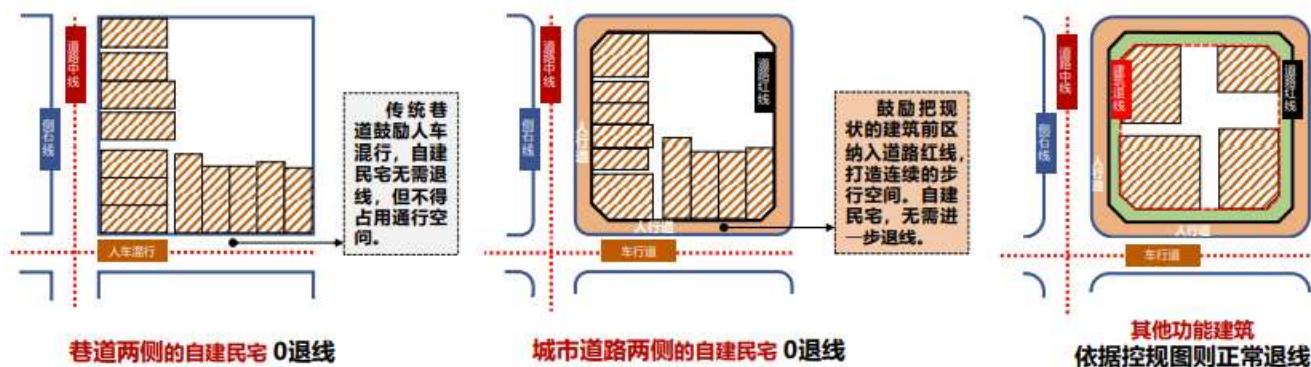 道路中线
侧石线
人车混行
传统巷
道鼓励人车
混行，自建
民宅无需退
线，但不得
占用通行空
间。
巷道两侧的自建民宅 0退线
道路中线
侧石线
道路红线
人行道
人行道
车行道
鼓励把现
状的建筑前区
纳入道路红线，
打造连续的步
行空间。自建
民宅，无需进
一步退线。
城市道路两侧的自建民宅 0退线
道路中线
侧石线
建筑退线
道路红线
人行道
人行道
车行道
其他功能建筑
依据控规图则正常退线